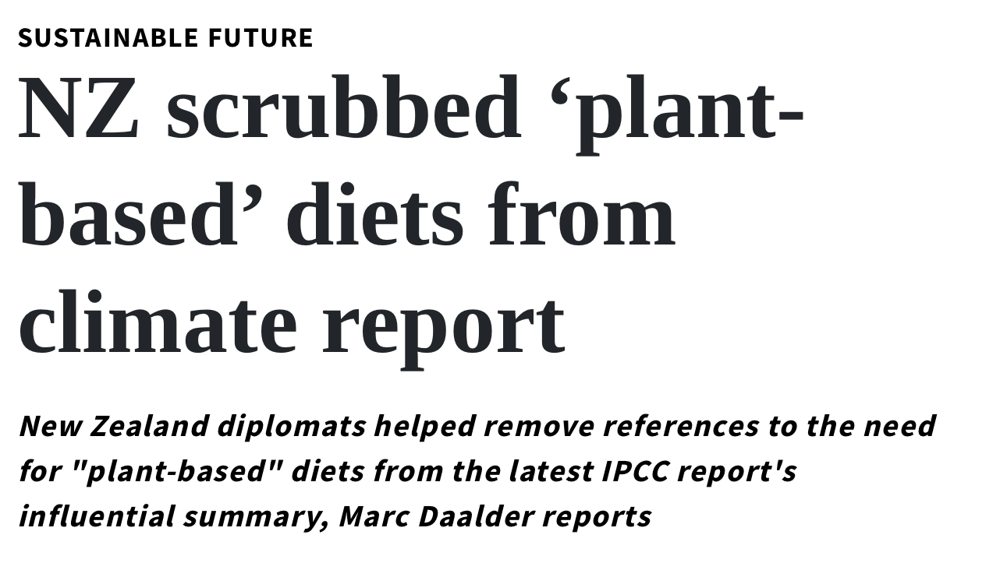 SUSTAINABLE FUTURE
NZ scrubbed ‘plant-
based’ diets from
climate report
New Zealand diplomats helped remove references to the need
for "plant-based" diets from the latest IPCC report's
influential summary, Marc Daalder reports